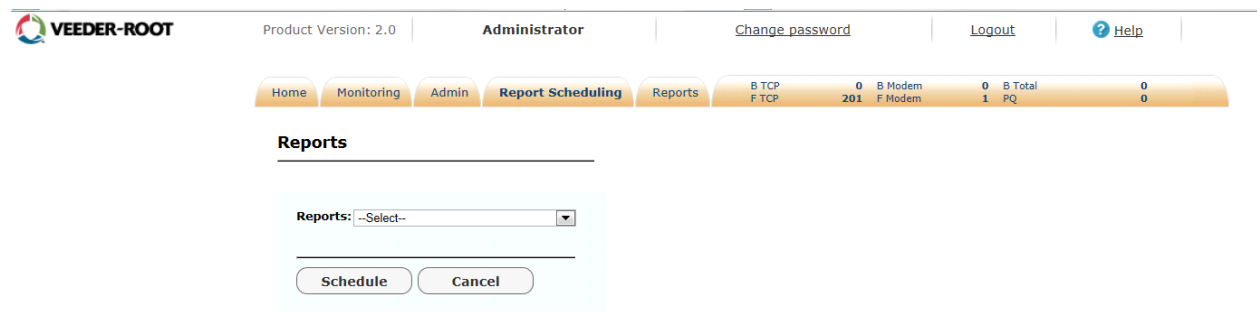 VEEDER-ROOT Product Version: 2.0 Administrator Change password Logout ? Help
Home Monitoring Admin Report Scheduling Reports B TCP 0 B Modem 0 B Total 0
F TCP 201 F Modem 1 PQ 0
Reports
Reports: --Select--
Schedule Cancel